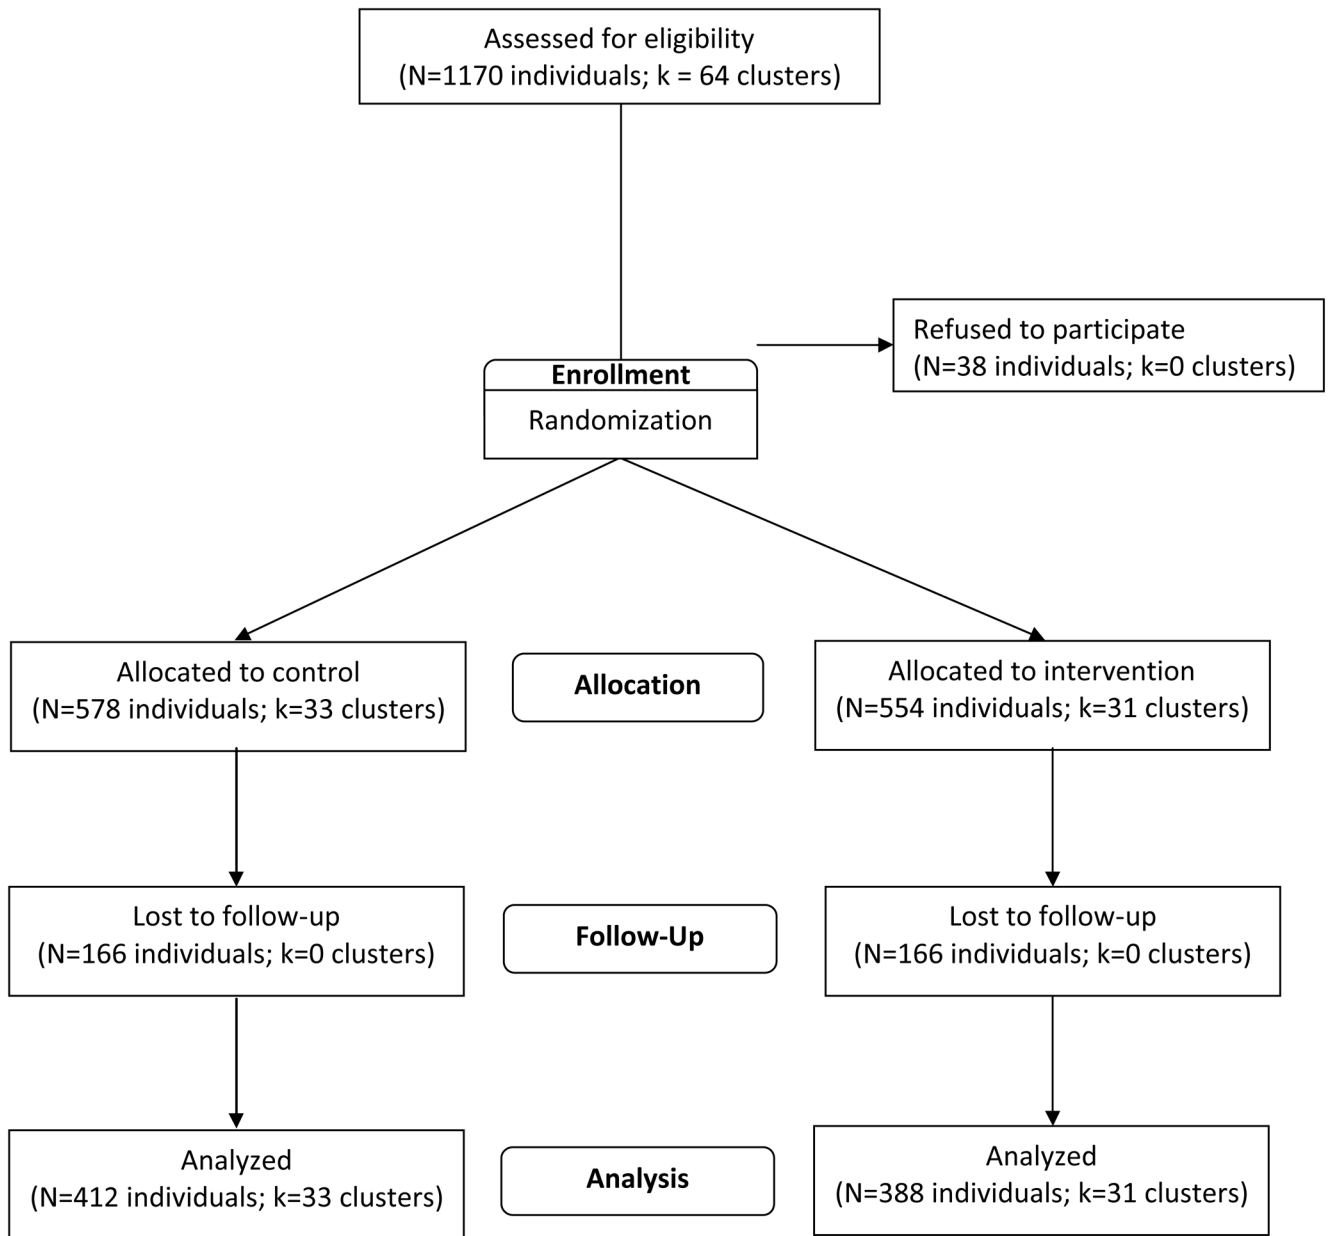 Assessed for eligibility
(N=1170 individuals; k = 64 clusters)
Refused to participate
(N=38 individuals; k=0 clusters)
Enrollment
Randomization
Allocated to control
(N=578 individuals; k=33 clusters)
Allocation
Allocated to intervention
(N=554 individuals; k=31 clusters)
Lost to follow-up
(N=166 individuals; k=0 clusters)
Follow-Up
Lost to follow-up
(N=166 individuals; k=0 clusters)
Analyzed
(N=412 individuals; k=33 clusters)
Analysis
Analyzed
(N=388 individuals; k=31 clusters)